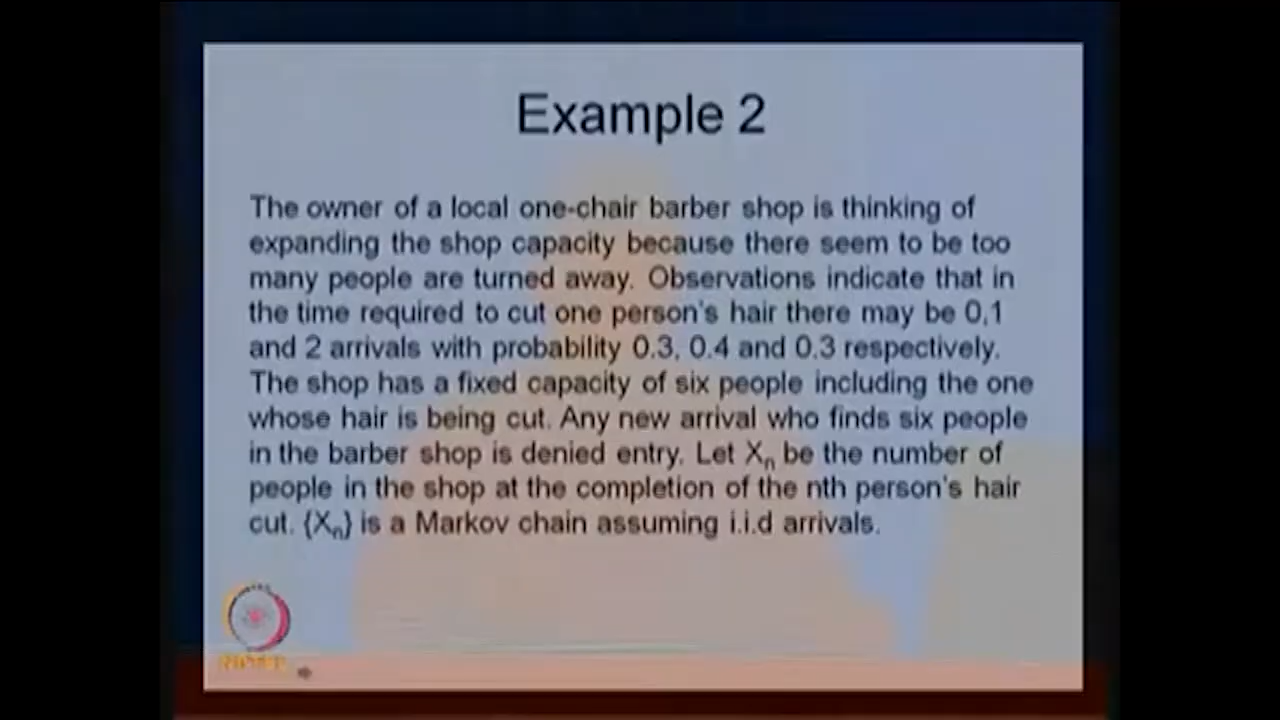 Example 2
The owner of a local one-chair barber shop is thinking of
expanding the shop capacity because there seem to be too
many people are turned away. Observations indicate that in
the time required to cut one person's hair there may be 0,1
and 2 arrivals with probability 0.3, 0.4 and 0.3 respectively.
The shop has a fixed capacity of six people including the one
whose hair is being cut. Any new arrival who finds six people
in the barber shop is denied entry. Let Xn be the number of
people in the shop at the completion of the nth person's hair
cut. {Xn} is a Markov chain assuming i.i.d arrivals.